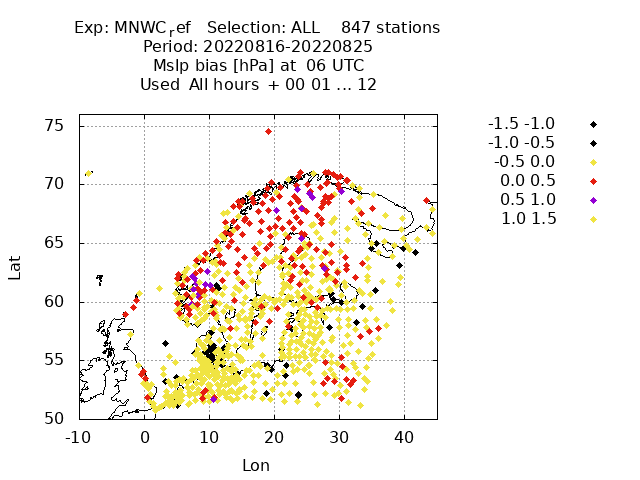 Exp: MNWC_ref Selection: ALL 847 stations
Period: 20220816-20220825
Mslp bias [hPa] at 06 UTC
Used All hours + 00 01 ... 12
75
70
65
60
55
50
-10 0 10 20 30 40
Lat
Lon
-1.5 -1.0
-1.0 -0.5
-0.5 0.0
0.0 0.5
0.5 1.0
1.0 1.5